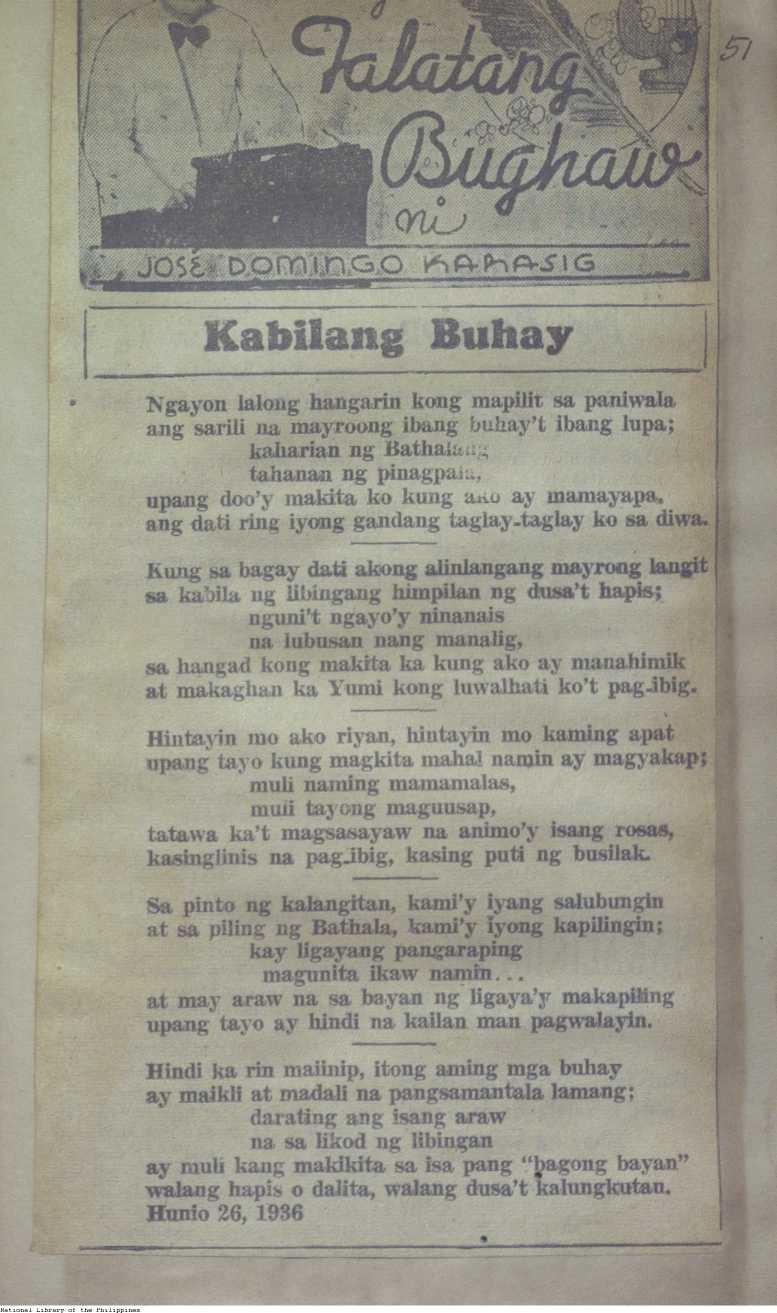 51
Talatang
Bughaw
ni
JOSÉ DOMINGO KARASIG
Kabilang Buhay
Ngayon lalong hangarin kong mapilit sa paniwala
ang sarili na mayroong ibang buhay't ibang lupa;
kaharian ng Bathalang
tahanan ng pinagpala,
upang doo'y makita ko kung ako ay mamayapa,
ang dati ring iyong gandang taglay-taglay ko sa diwa.
Kung sa bagay dati akong alinlangang mayrong langit
sa kabila ng libingang himpilan ng dusa't hapis;
nguni't ngayo'y ninanais
na lubusan nang manalig,
sa hangad kong makita ka kung ako ay manahimik
at makaghan ka Yumi kong luwalhati ko't pag-ibig.
Hintayin mo ako riyan, hintayin mo kaming apat
upang tayo kung magkita mahal namin ay magyakap;
muli naming mamamalas,
muli tayong maguusap,
tatawa ka't magsasayaw na animo'y isang rosas,
kasinglinis na pag-ibig, kasing puti ng busilak.
Sa pinto ng kalangitan, kami'y iyang salubungin
at sa piling ng Bathala, kami'y iyong kapilingin;
kay ligayang pangaraping
magunita ikaw namin...
at may araw na sa bayan ng ligaya'y makapiling
upang tayo ay hindi na kailan man pagwalayin.
Hindi ka rin maiinip, itong aming mga buhay
ay maikli at madali na pangsamantala lamang;
darating ang isang araw
na sa likod ng libingan
ay muli kang makikita sa isa pang "bagong bayan"
walang hapis o dalita, walang dusa't kalungkutan.
Hunio 26, 1936
National Library of the Philippines